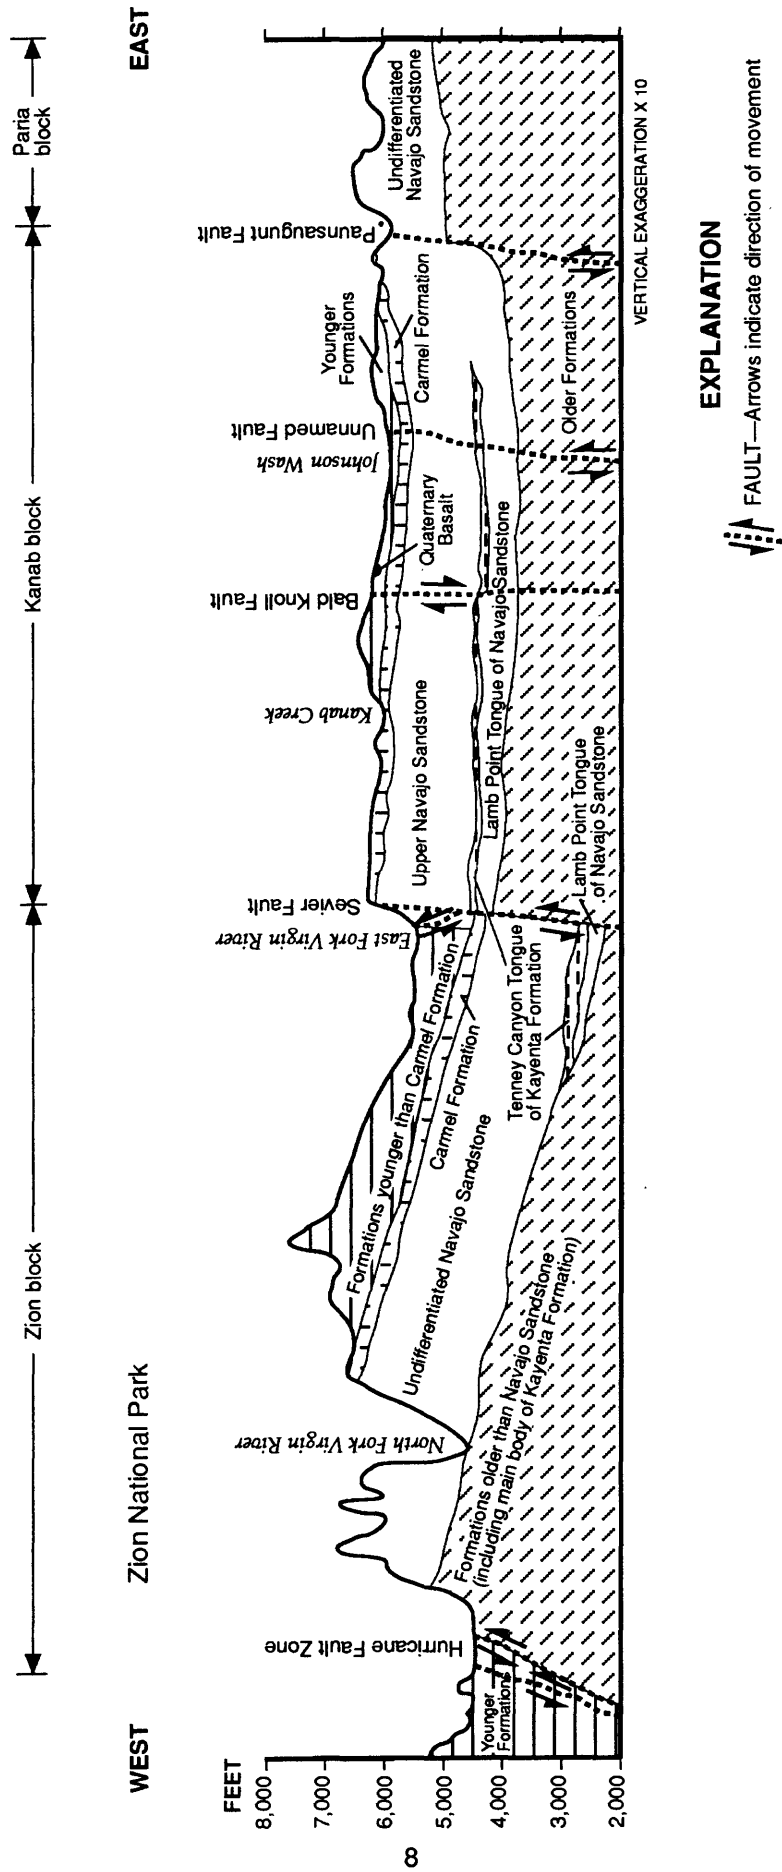 Zion block
Kanab block
Paria
block
WEST
Zion National Park
EAST
FEET
8,000
7,000
6,000
5,000
4,000
3,000
2,000
Hurricane Fault Zone
North Fork Virgin River
East Fork Virgin River
Sevier Fault
Kanab Creek
Bald Knoll Fault
Johnson Wash
Unnamed Fault
Paunsaugunt Fault
Younger
Formations
Formations older than Navajo Sandstone
(including main body of Kayenta Formation)
Undifferentiated Navajo Sandstone
Formations younger than Carmel Formation
Carmel Formation
Tenney Canyon Tongue
of Kayenta Formation
Lamb Point Tongue
of Navajo Sandstone
Upper Navajo Sandstone
Lamb Point Tongue of Navajo Sandstone
Quaternary
Basalt
Younger
Formations
Carmel Formation
Older Formations
Undifferentiated
Navajo Sandstone
VERTICAL EXAGGERATION X 10
EXPLANATION
FAULT—Arrows indicate direction of movement
8